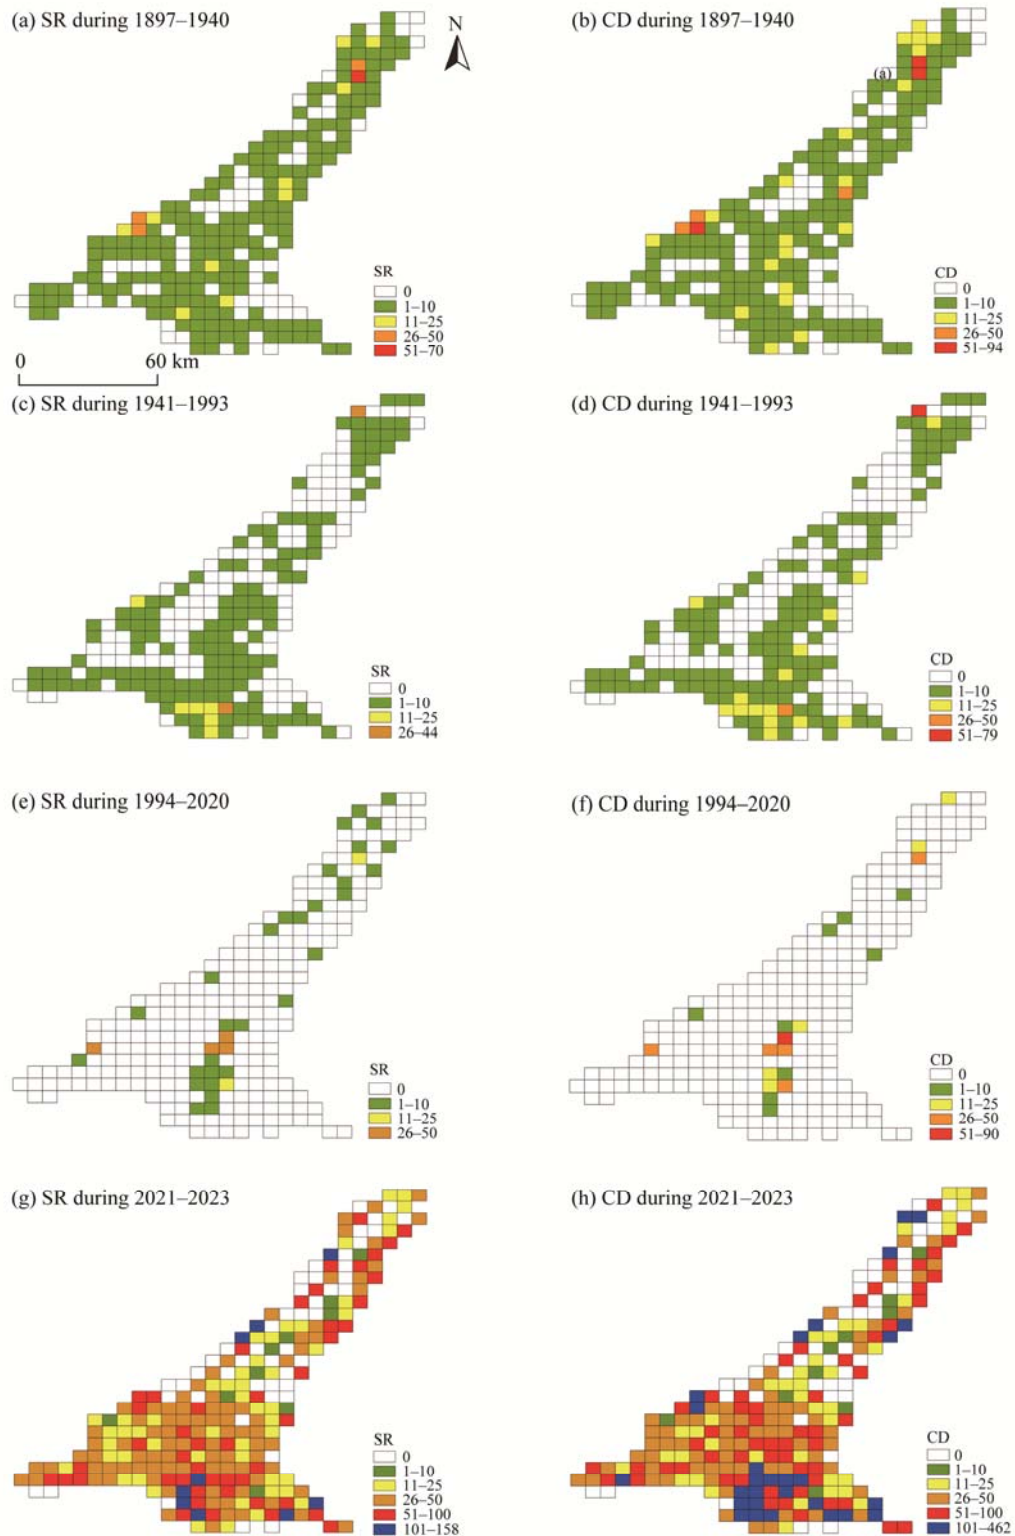 (a) SR during 1897–1940
N
(b) CD during 1897–1940
(a)
SR
0
1–10
11–25
26–50
51–70
CD
0
1–10
11–25
26–50
51–94
0 60 km
(c) SR during 1941–1993
(d) CD during 1941–1993
SR
0
1–10
11–25
26–44
CD
0
1–10
11–25
26–50
51–79
(e) SR during 1994–2020
(f) CD during 1994–2020
SR
0
1–10
11–25
26–50
CD
0
1–10
11–25
26–50
51–90
(g) SR during 2021–2023
(h) CD during 2021–2023
SR
0
1–10
11–25
26–50
51–100
101–158
CD
0
1–10
11–25
26–50
51–100
101–462